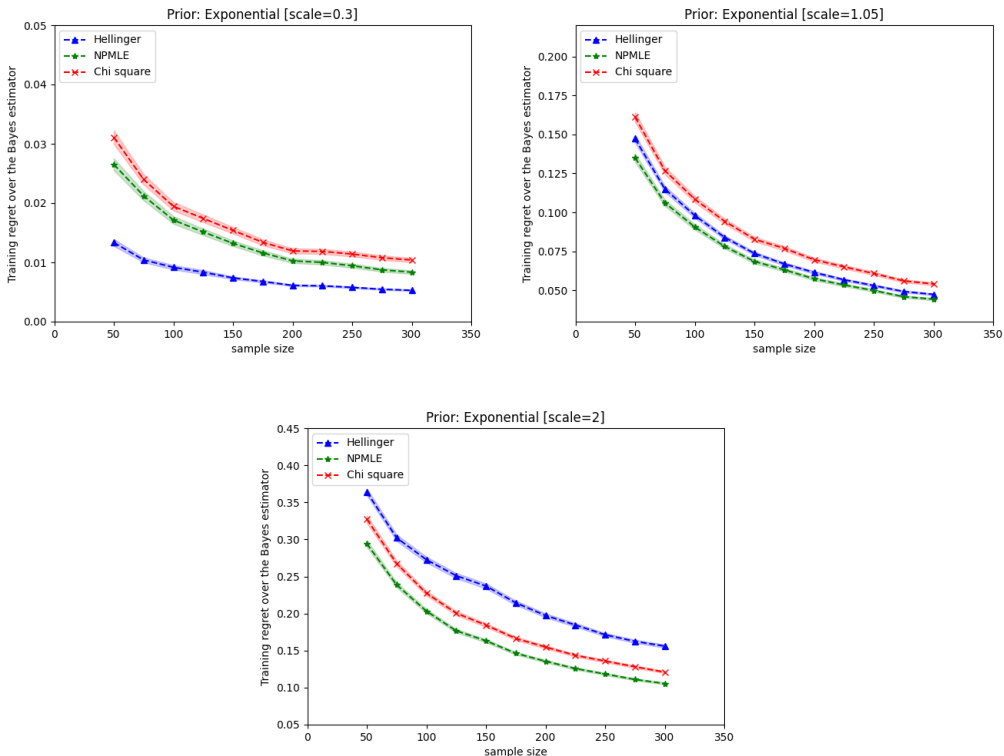 Prior: Exponential [scale=0.3]
Training regret over the Bayes estimator
0.05
0.04
0.03
0.02
0.01
0.00
Hellinger
NPMLE
Chi square
0 50 100 150 200 250 300 350
sample size
Prior: Exponential [scale=1.05]
Training regret over the Bayes estimator
0.200
0.175
0.150
0.125
0.100
0.075
0.050
Hellinger
NPMLE
Chi square
0 50 100 150 200 250 300 350
sample size
Prior: Exponential [scale=2]
Training regret over the Bayes estimator
0.45
0.40
0.35
0.30
0.25
0.20
0.15
0.10
0.05
Hellinger
NPMLE
Chi square
0 50 100 150 200 250 300 350
sample size